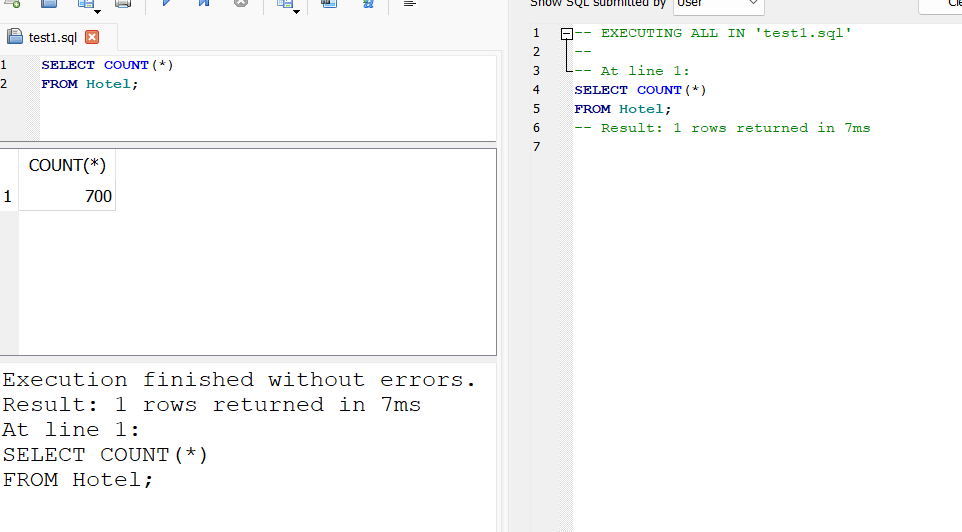 Show SQL submitted by User
test1.sql
1 SELECT COUNT(*)
2 FROM Hotel;
COUNT(*)
1 700
Execution finished without errors.
Result: 1 rows returned in 7ms
At line 1:
SELECT COUNT(*)
FROM Hotel;
1 -- EXECUTING ALL IN 'test1.sql'
2 --
3 -- At line 1:
4 SELECT COUNT(*)
5 FROM Hotel;
6 -- Result: 1 rows returned in 7ms
7